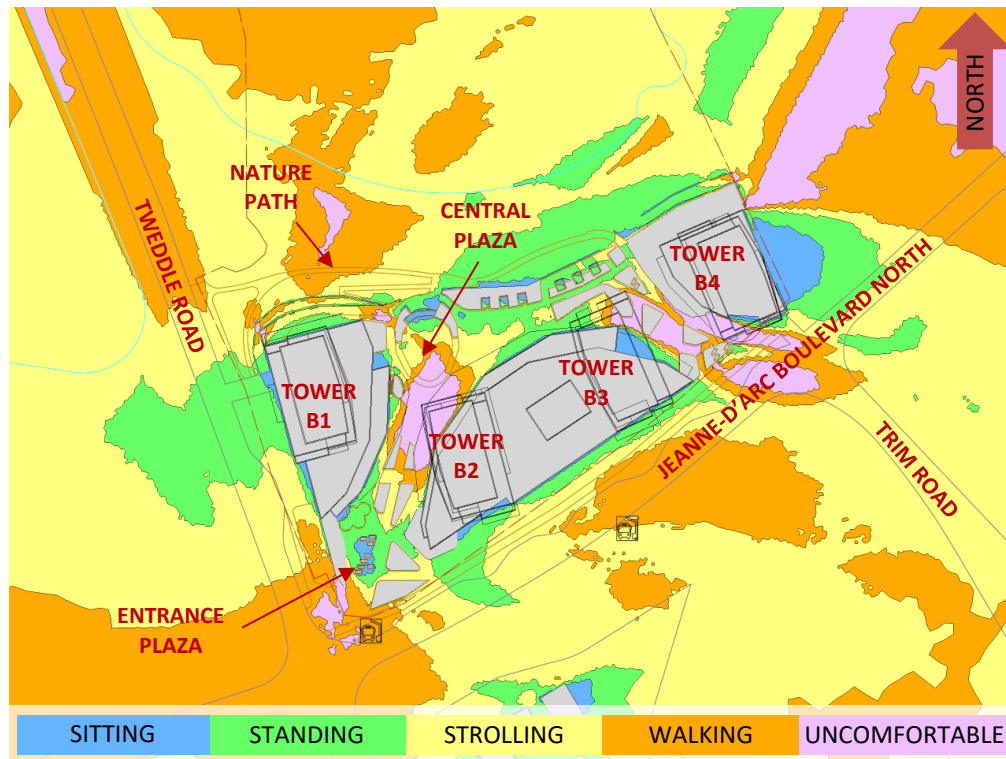 NORTH
NATURE
PATH
CENTRAL
PLAZA
TWEDDLE ROAD
TOWER
B4
TOWER
B1
TOWER
B3
TOWER
B2
JEANNE-D’ARC BOULEVARD NORTH
TRIM ROAD
ENTRANCE
PLAZA
SITTING
STANDING
STROLLING
WALKING
UNCOMFORTABLE